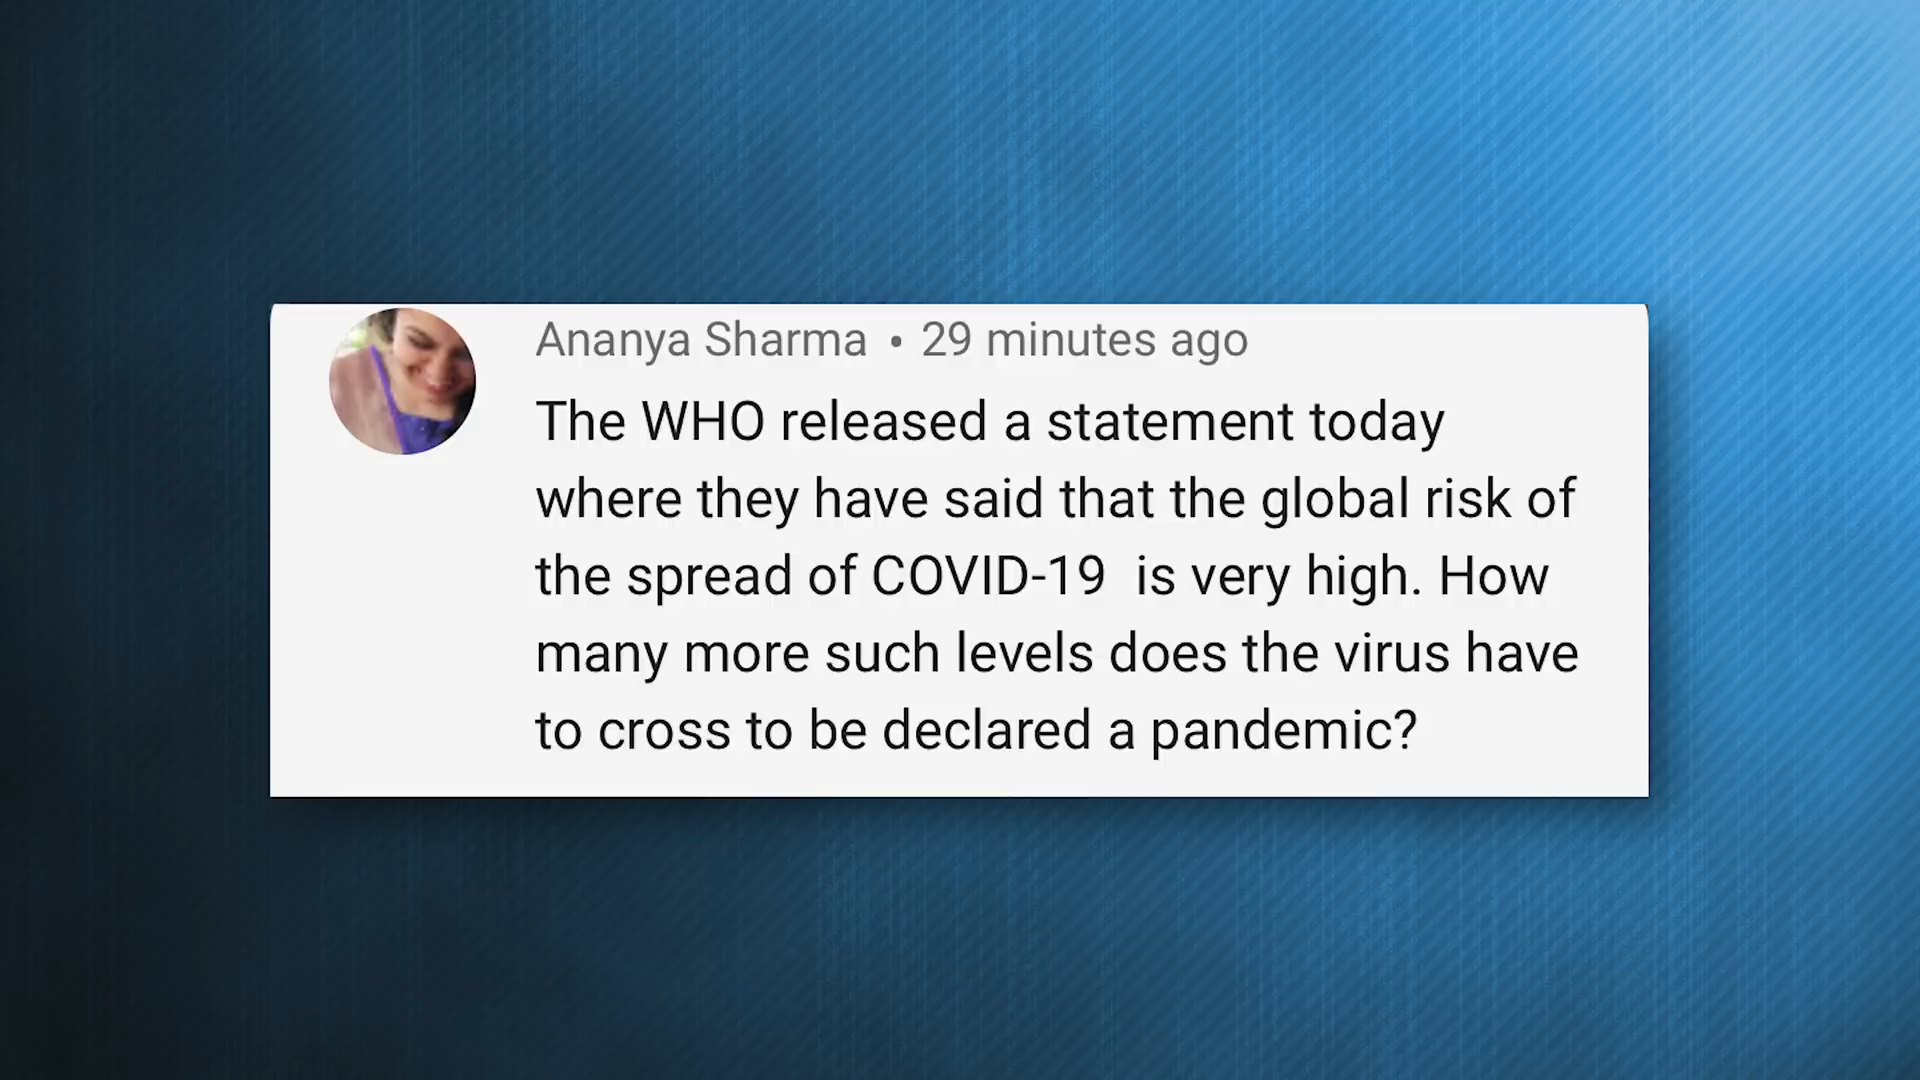 Ananya Sharma • 29 minutes ago
The WHO released a statement today
where they have said that the global risk of
the spread of COVID-19  is very high. How
many more such levels does the virus have
to cross to be declared a pandemic?